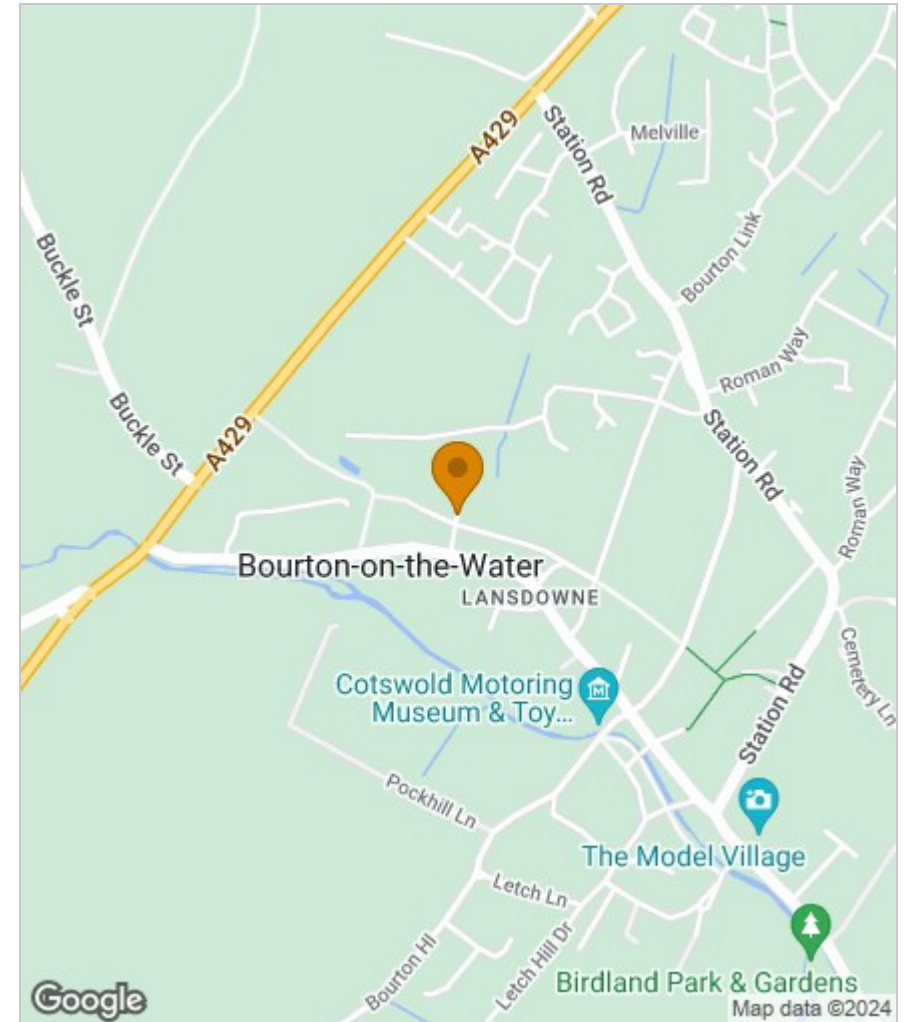 A429
Station Rd
Melville
Buckle St
Bourton Link
Roman Way
Buckle St
A429
Station Rd
Roman Way
Bourton-on-the-Water
LANSDOWNE
Cemetery Ln
Cotswold Motoring
Museum & Toy...
Station Rd
Pockhill Ln
The Model Village
Letch Ln
Letch Hill Dr
Bourton Hl
Birdland Park & Gardens
Google
Map data ©2024